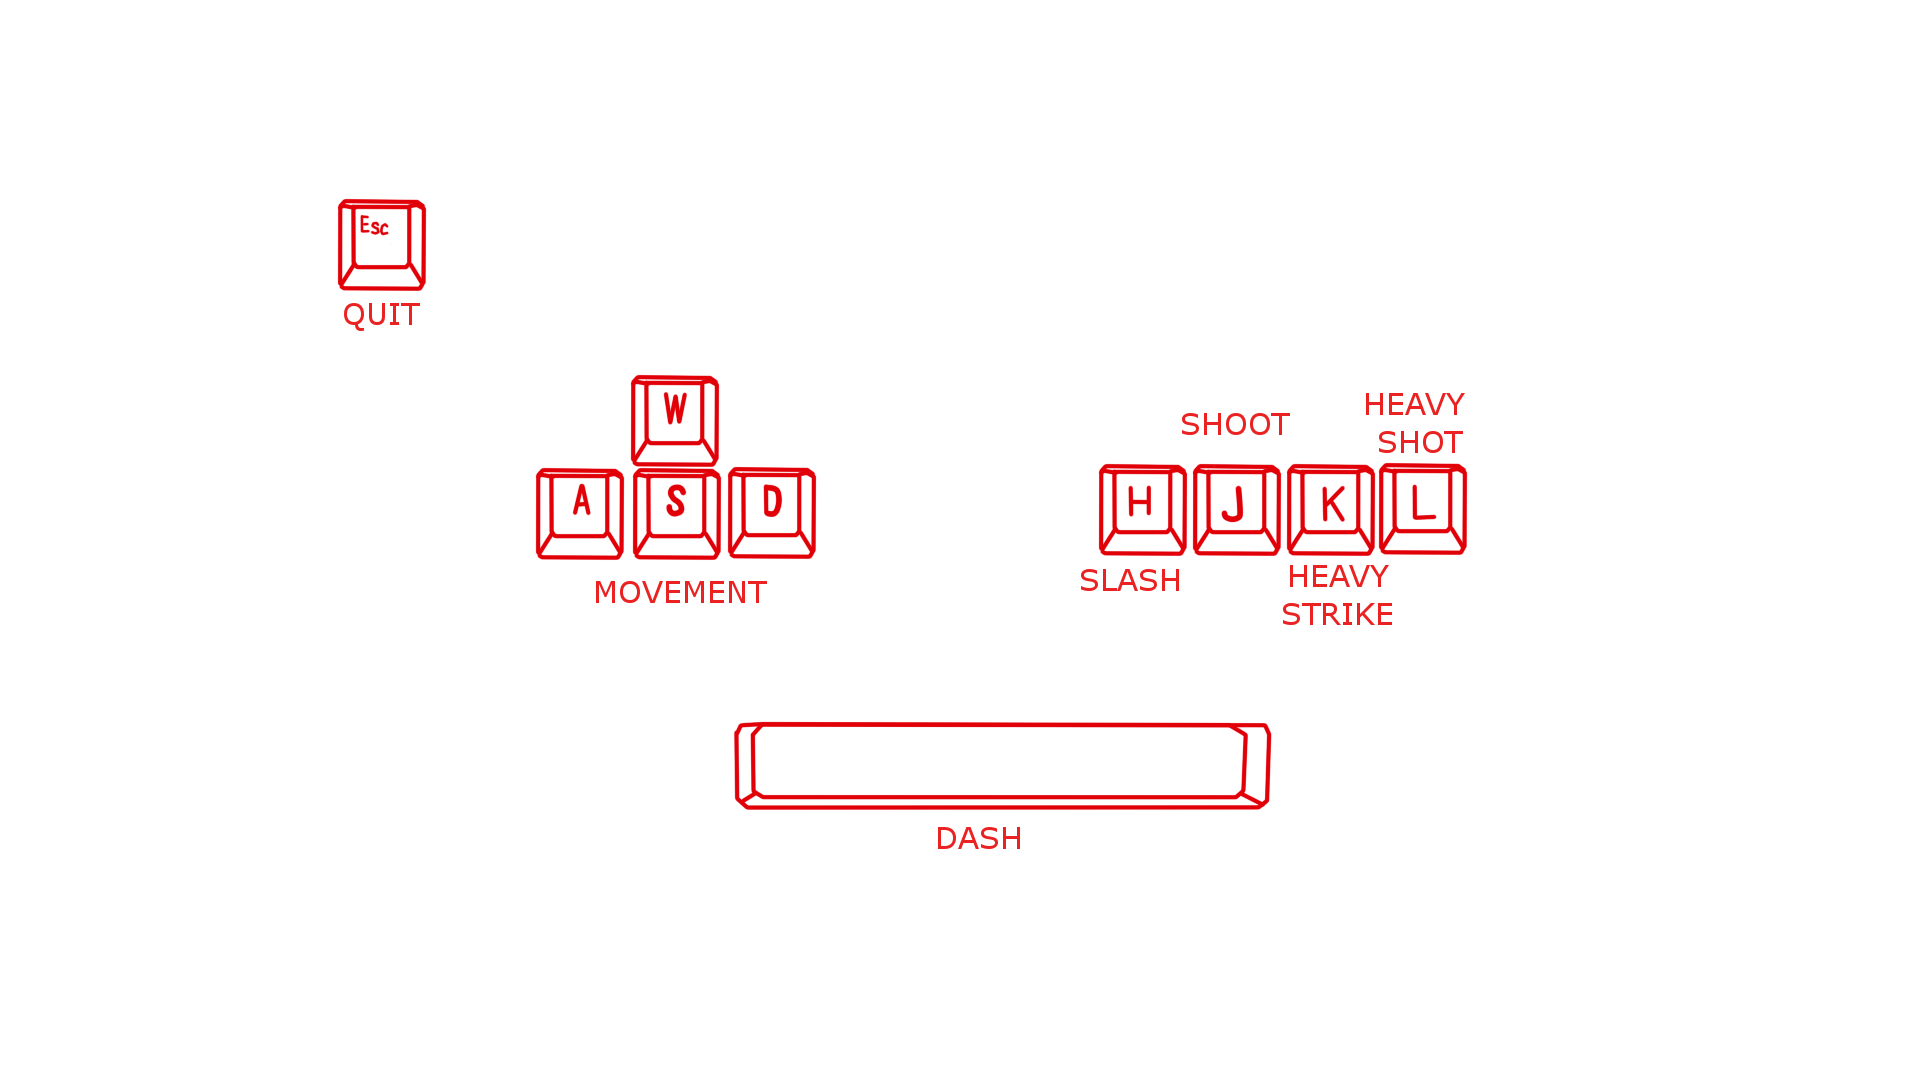 Esc
QUIT
W
A S D
MOVEMENT
SHOOT
HEAVY
SHOT
H J K L
SLASH
HEAVY
STRIKE
DASH